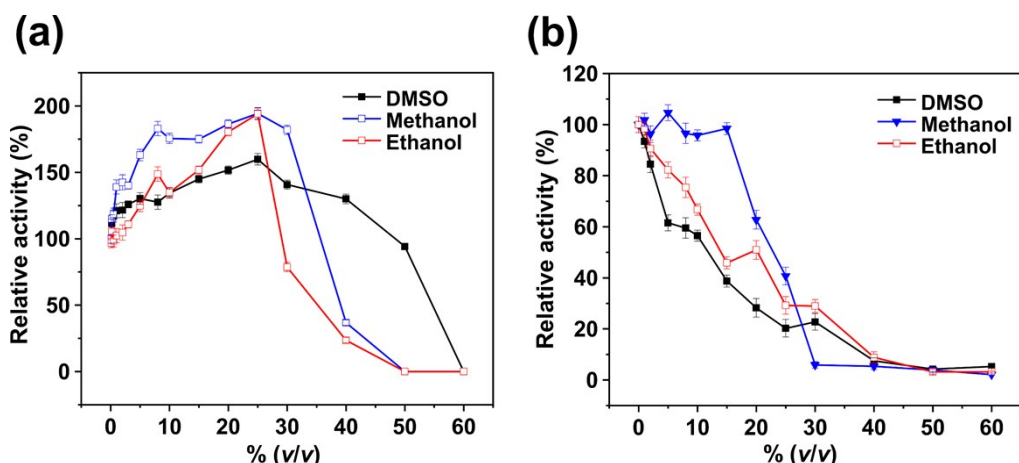 (a)
Relative activity (%)
200
150
100
50
0
DMSO
Methanol
Ethanol
0 10 20 30 40 50 60
% (v/v)
(b)
Relative activity (%)
120
100
80
60
40
20
0
DMSO
Methanol
Ethanol
0 10 20 30 40 50 60
% (v/v)